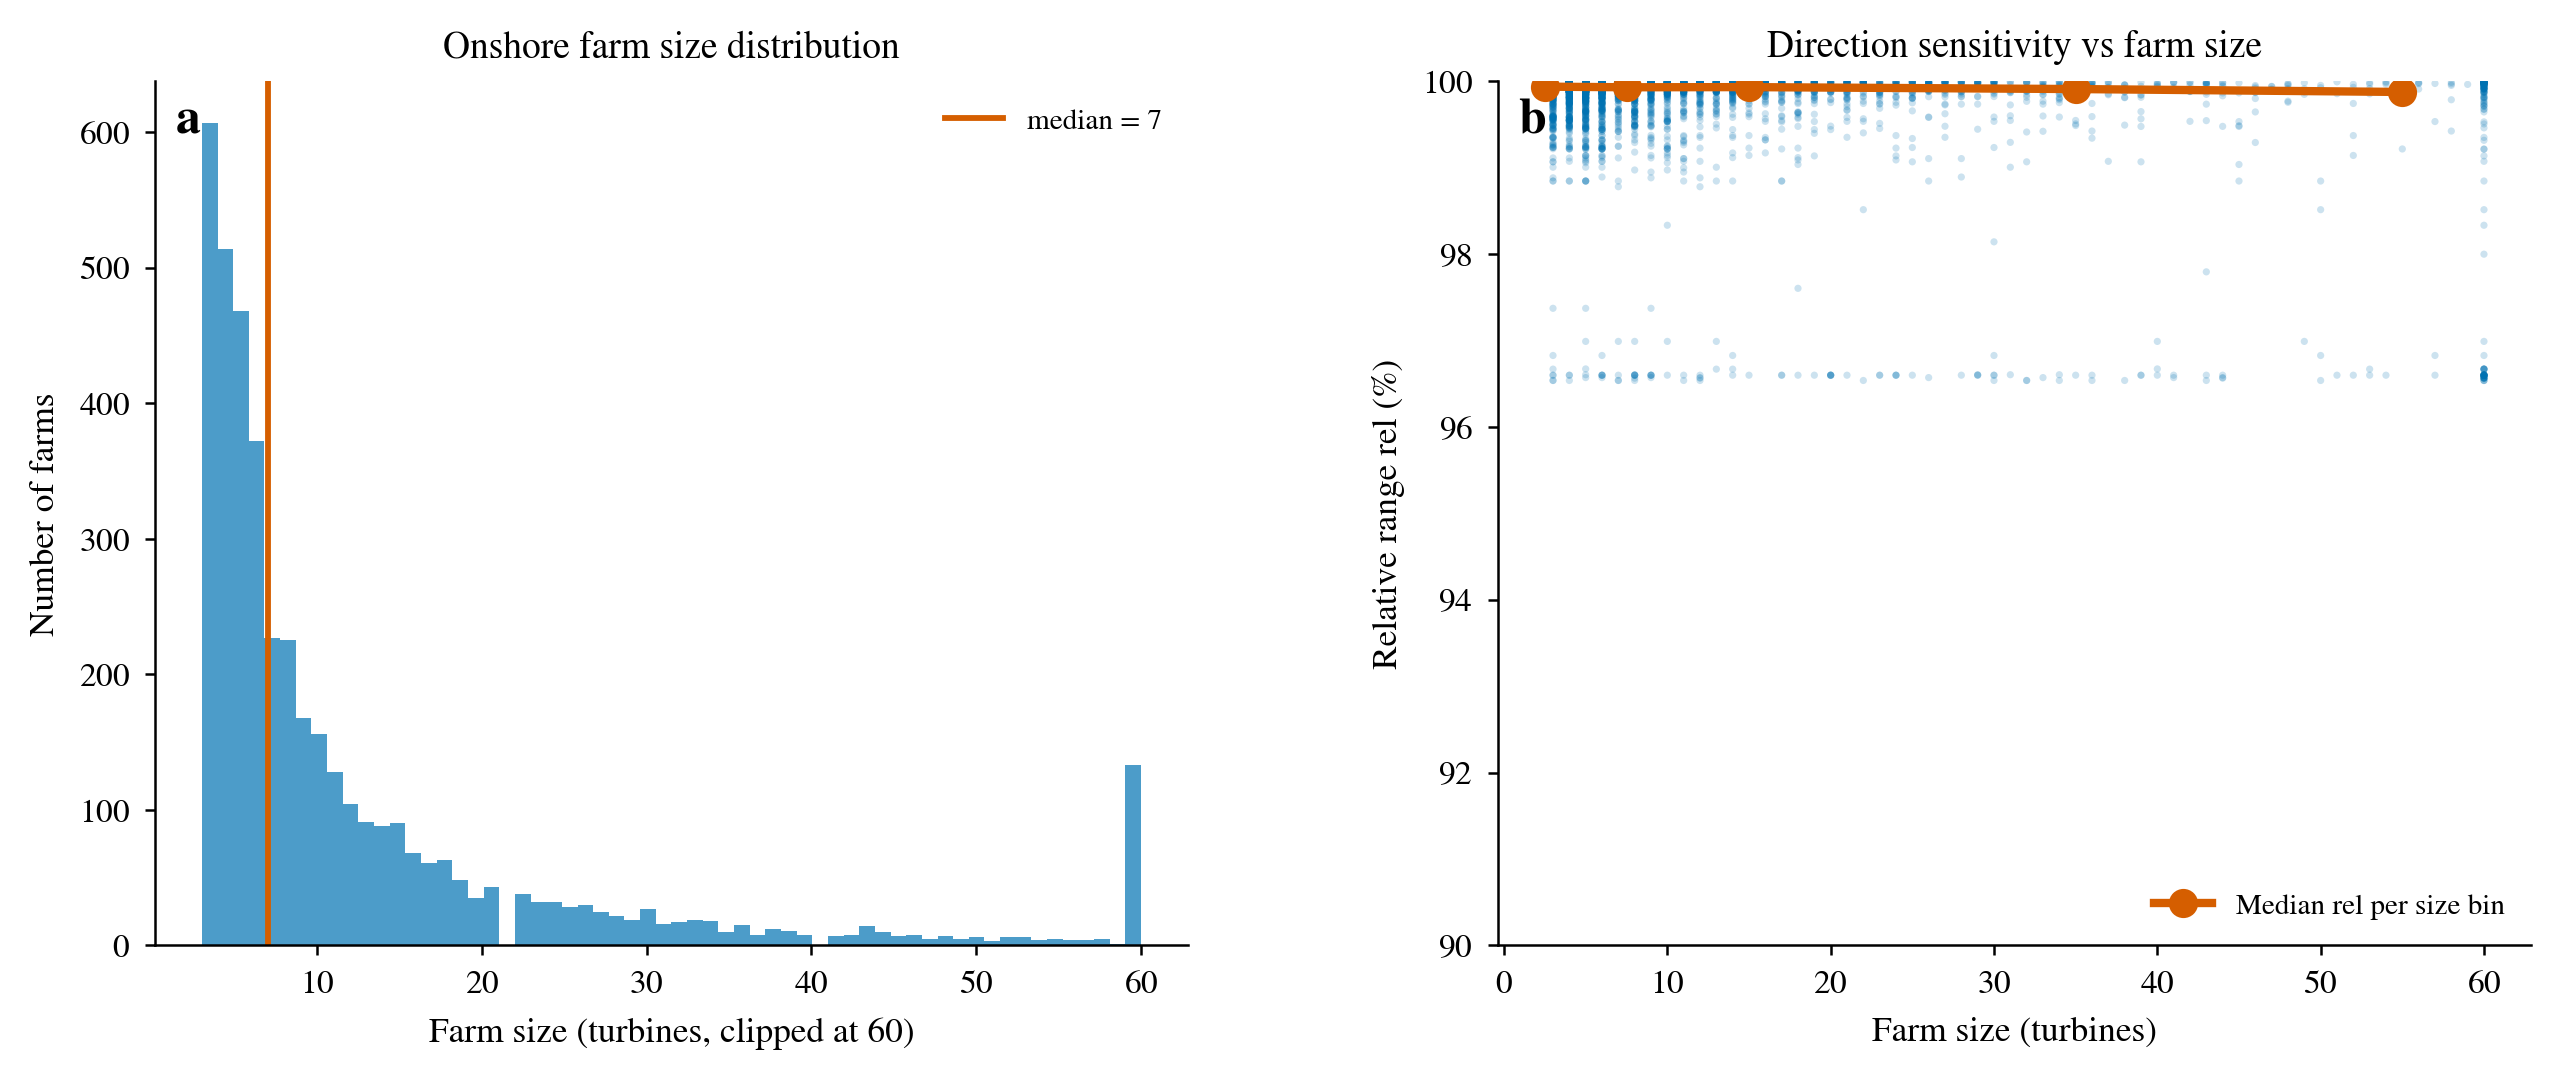 Onshore farm size distribution
a
median = 7
Number of farms
600
500
400
300
200
100
0
10
20
30
40
50
60
Farm size (turbines, clipped at 60)
Direction sensitivity vs farm size
b
Relative range rel (%)
100
98
96
94
92
90
Median rel per size bin
0
10
20
30
40
50
60
Farm size (turbines)